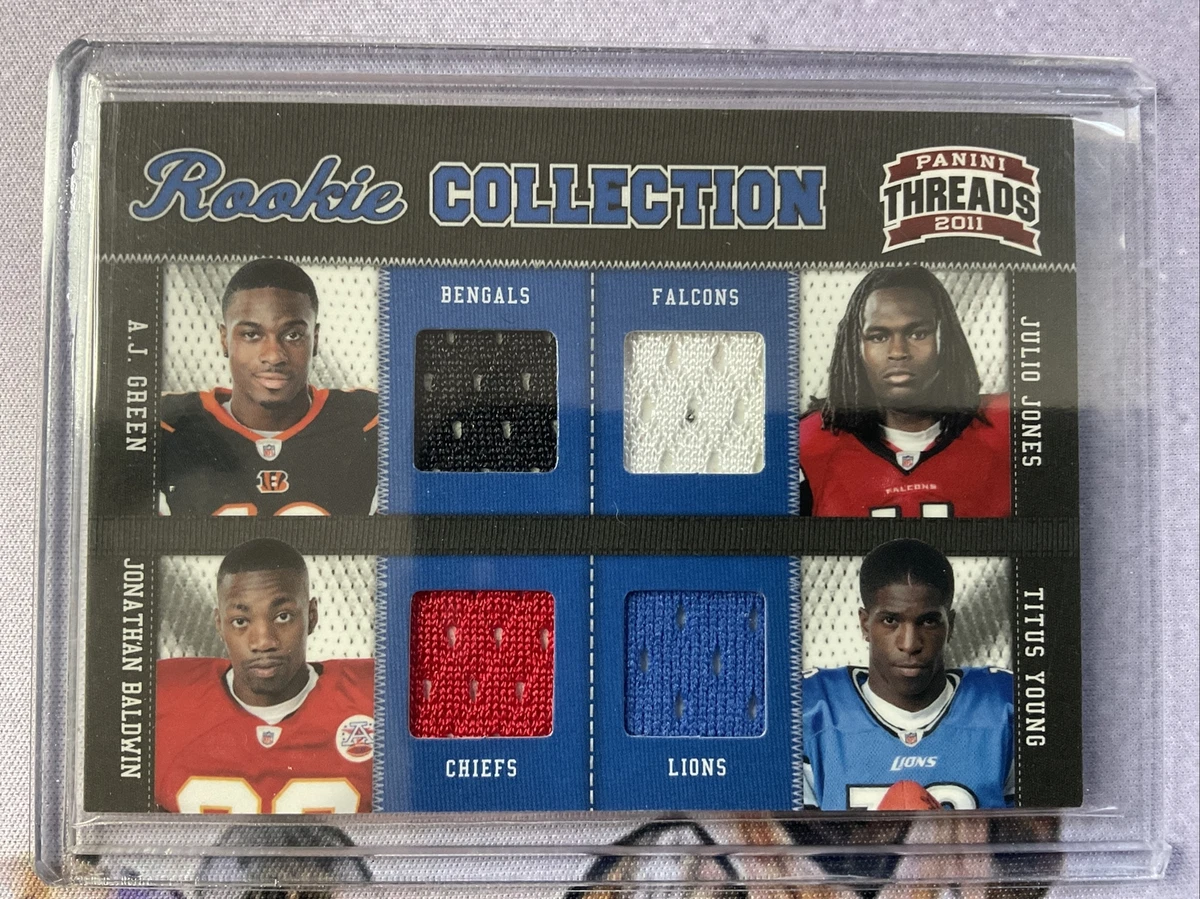 Rookie COLLECTION
PANINI
THREADS
2011
A.J. GREEN
BENGALS
FALCONS
JULIO JONES
FALCONS
JONATHAN BALDWIN
CHIEFS
LIONS
TITUS YOUNG
LIONS